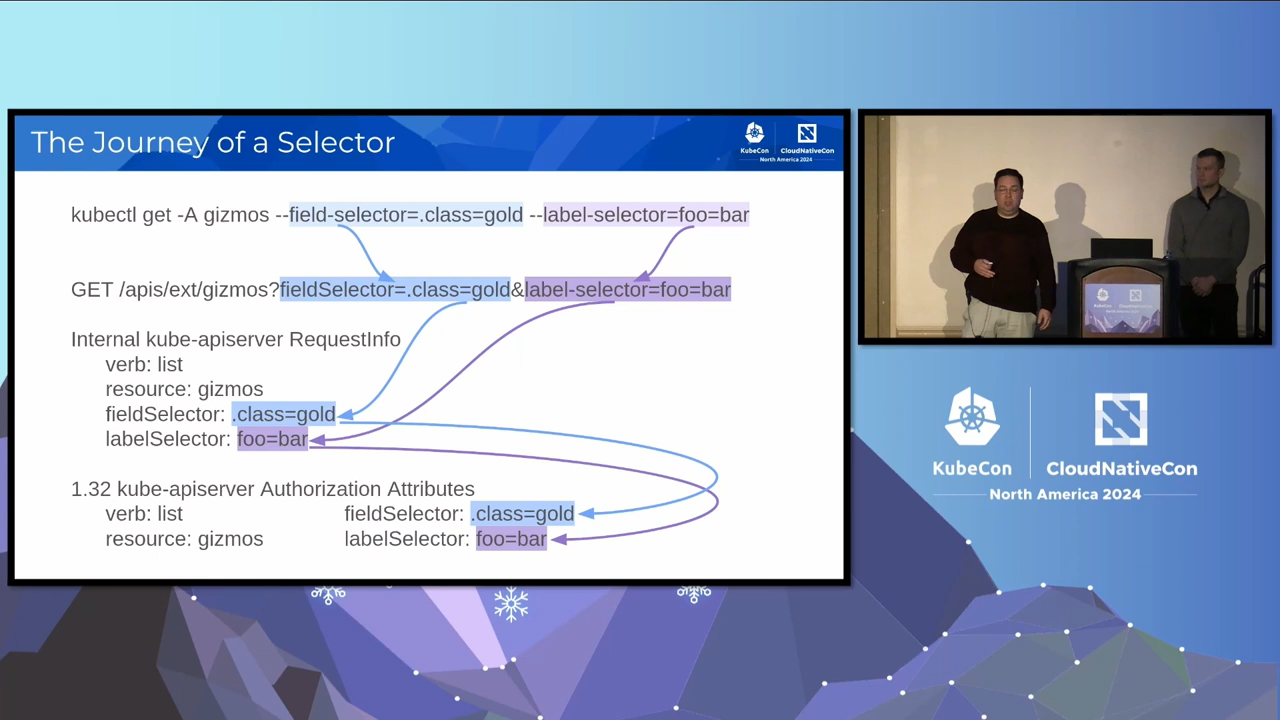 The Journey of a Selector
KubeCon
CloudNativeCon
North America 2024
kubectl get -A gizmos --field-selector=.class=gold --label-selector=foo=bar
GET /apis/ext/gizmos?fieldSelector=.class=gold&label-selector=foo=bar
Internal kube-apiserver RequestInfo
verb: list
resource: gizmos
fieldSelector: .class=gold
labelSelector: foo=bar
1.32 kube-apiserver Authorization Attributes
verb: list fieldSelector: .class=gold
resource: gizmos labelSelector: foo=bar
KubeCon
CloudNativeCon
North America 2024